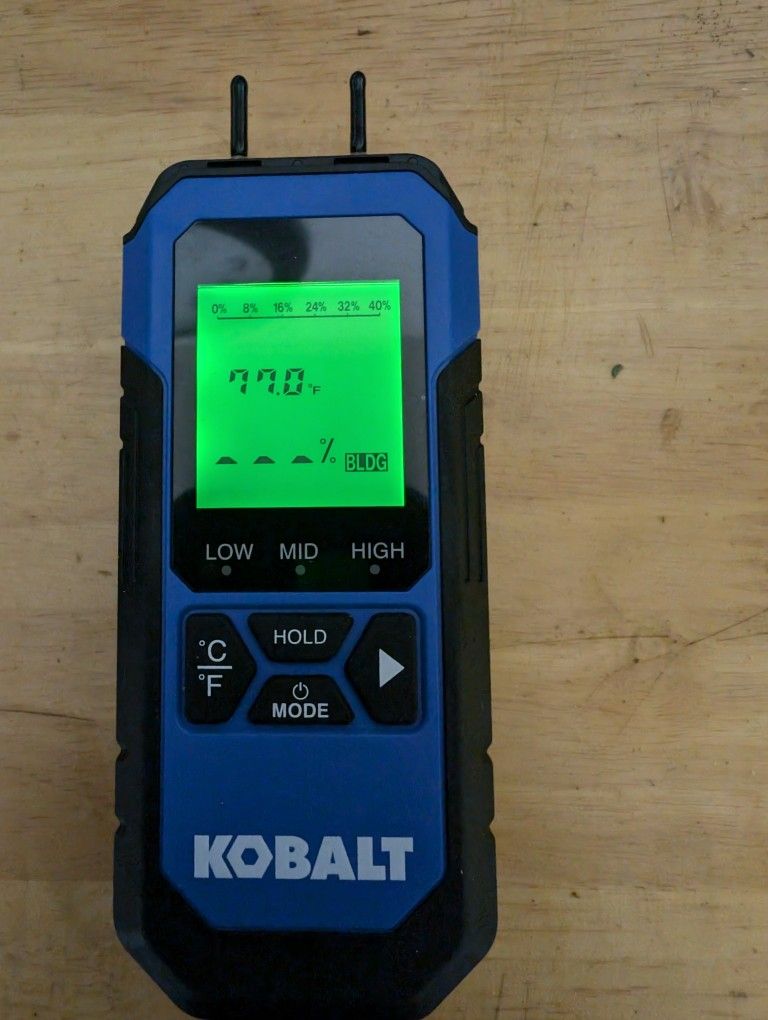 0% 8% 16% 24% 32% 40%
77.0 °F
_ _ _ % BLDG
LOW MID HIGH
°C
°F
HOLD
MODE
KOBALT